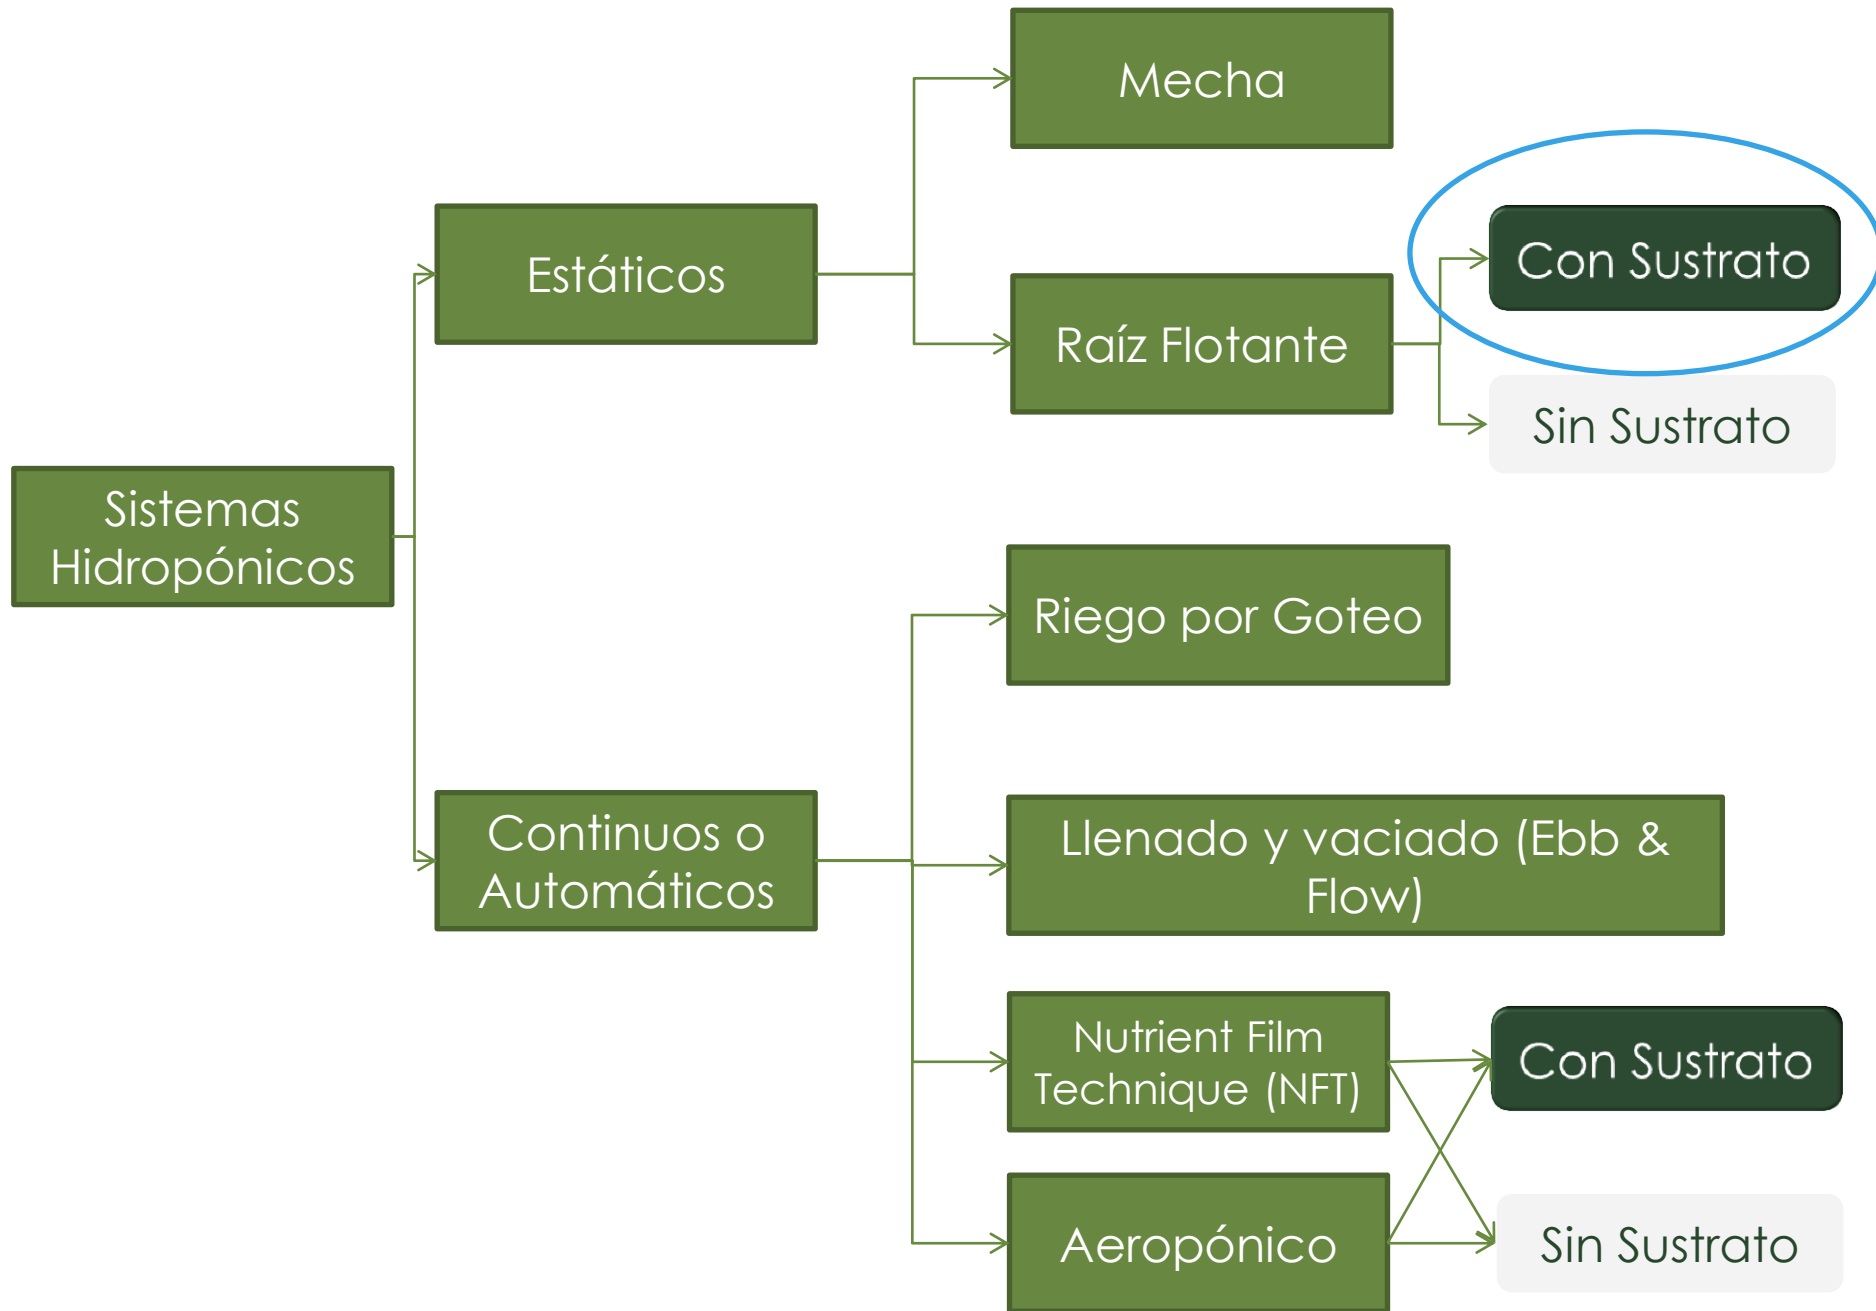 Mecha
Con Sustrato
Estáticos
Raíz Flotante
Sin Sustrato
Sistemas
Hidropónicos
Riego por Goteo
Continuos o
Automáticos
Llenado y vaciado (Ebb &
Flow)
Nutrient Film
Technique (NFT)
Con Sustrato
Aeropónico
Sin Sustrato